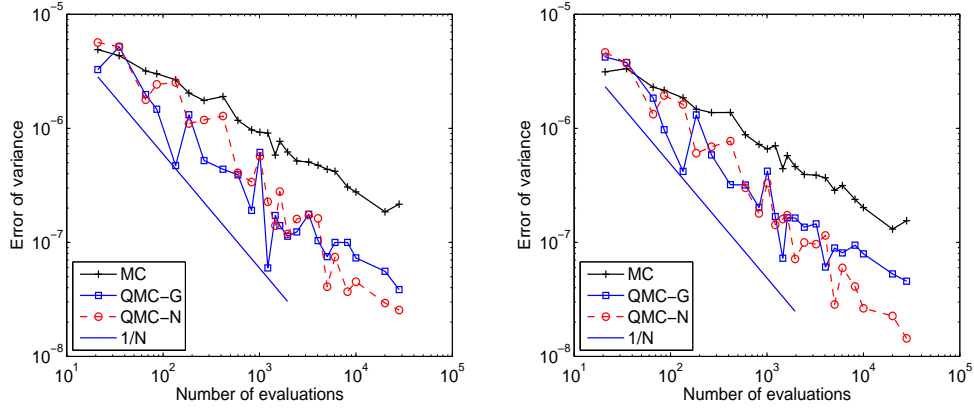 10^-5
10^-6
10^-7
10^-8
Error of variance
MC
QMC-G
QMC-N
1/N
10^1
10^2
10^3
10^4
10^5
Number of evaluations
10^-5
10^-6
10^-7
10^-8
Error of variance
MC
QMC-G
QMC-N
1/N
10^1
10^2
10^3
10^4
10^5
Number of evaluations